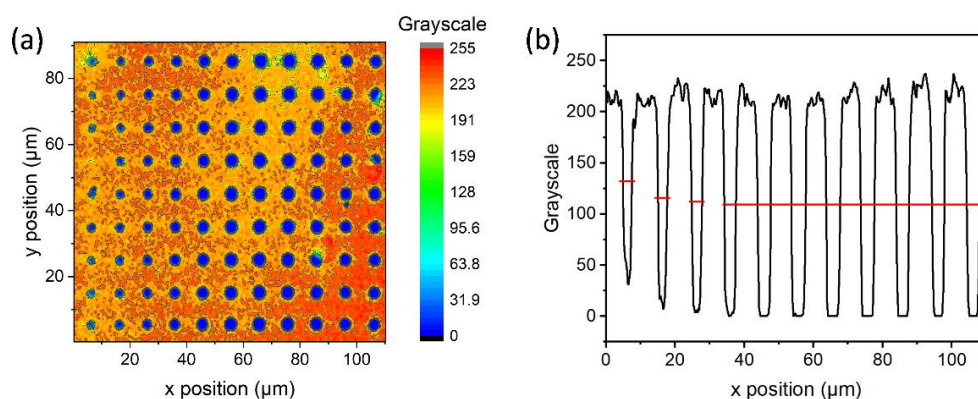 (a)
Grayscale
255
223
191
159
128
95.6
63.8
31.9
0
80
60
40
20
y position (µm)
20 40 60 80 100
x position (µm)
(b)
250
200
150
100
50
0
Grayscale
0 20 40 60 80 100
x position (µm)